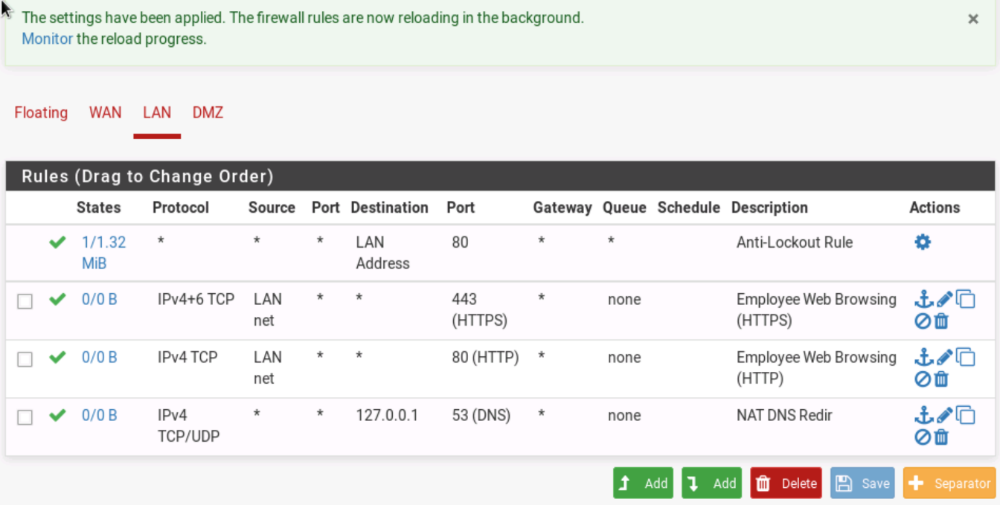 The settings have been applied. The firewall rules are now reloading in the background.
Monitor the reload progress.
×
Floating WAN LAN DMZ
Rules (Drag to Change Order)
States Protocol Source Port Destination Port Gateway Queue Schedule Description Actions
1/1.32 * * * LAN 80 * * Anti-Lockout Rule
MiB Address
0/0 B IPv4+6 TCP LAN * * 443 * none Employee Web Browsing
net (HTTPS) (HTTPS)
0/0 B IPv4 TCP LAN * * 80 (HTTP) * none Employee Web Browsing
net (HTTP)
0/0 B IPv4 * * 127.0.0.1 53 (DNS) * none NAT DNS Redir
TCP/UDP
Add Add Delete Save Separator